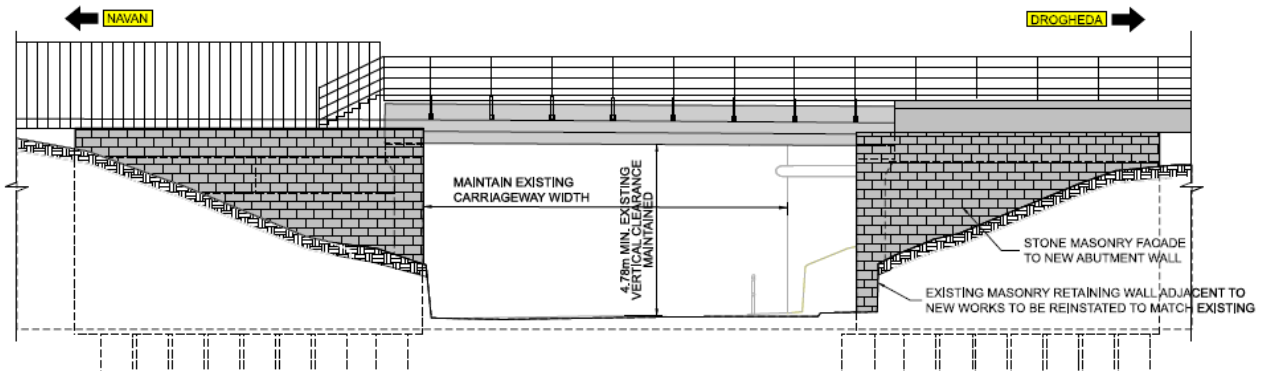 NAVAN
DROGHEDA
MAINTAIN EXISTING
CARRIAGEWAY WIDTH
4.78m MIN. EXISTING
VERTICAL CLEARANCE
MAINTAINED
STONE MASONRY FACADE
TO NEW ABUTMENT WALL
EXISTING MASONRY RETAINING WALL ADJACENT TO
NEW WORKS TO BE REINSTATED TO MATCH EXISTING